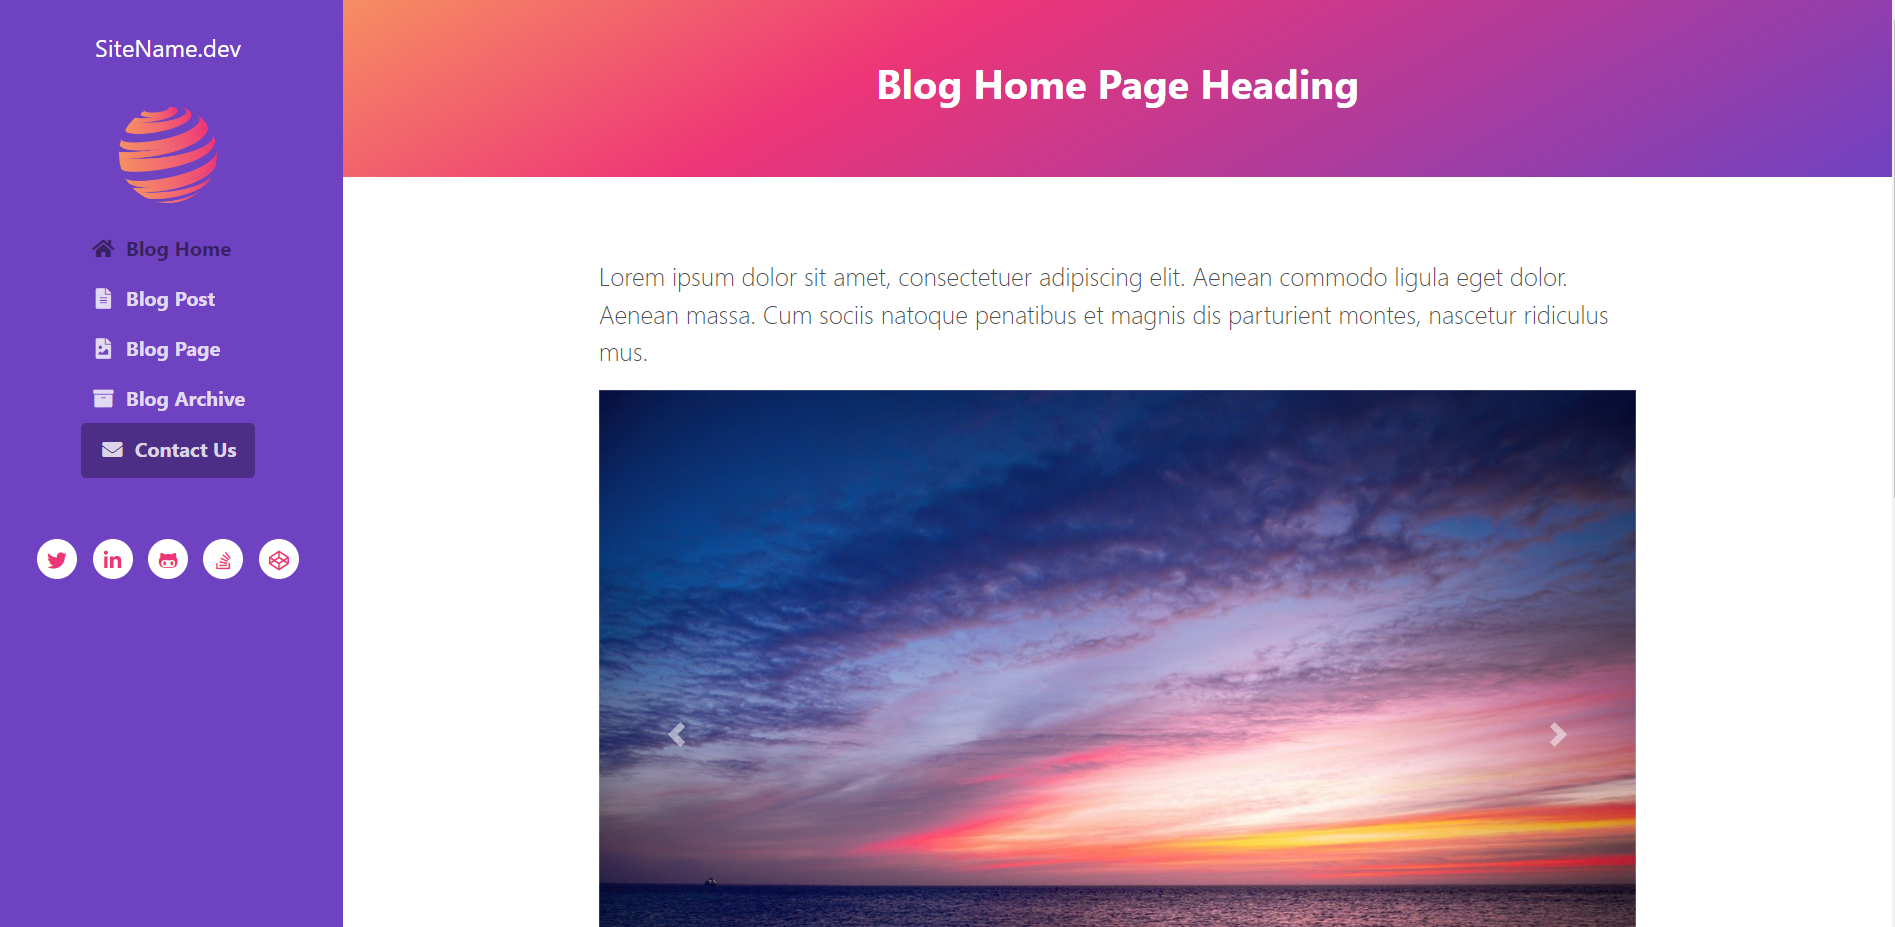 SiteName.dev
Blog Home
Blog Post
Blog Page
Blog Archive
Contact Us
Blog Home Page Heading
Lorem ipsum dolor sit amet, consectetuer adipiscing elit. Aenean commodo ligula eget dolor.
Aenean massa. Cum sociis natoque penatibus et magnis dis parturient montes, nascetur ridiculus
mus.